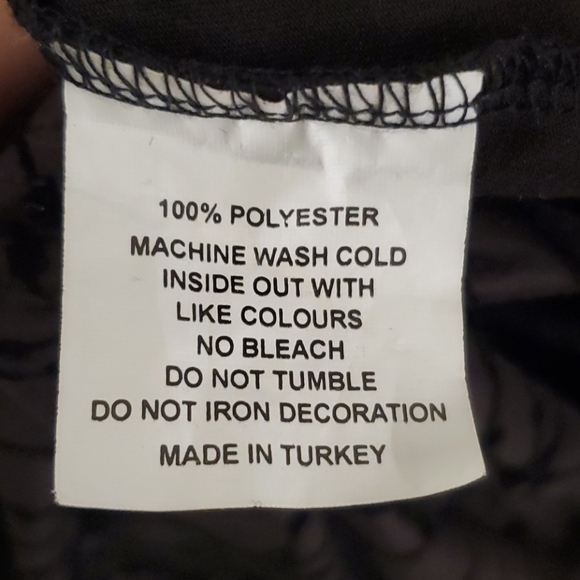 100% POLYESTER
MACHINE WASH COLD
INSIDE OUT WITH
LIKE COLOURS
NO BLEACH
DO NOT TUMBLE
DO NOT IRON DECORATION
MADE IN TURKEY